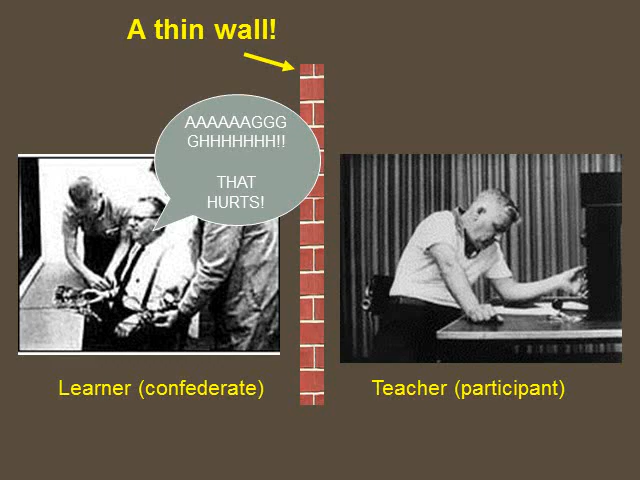 A thin wall!
AAAAAAGGG
GHHHHHHH!!
THAT
HURTS!
Learner (confederate)
Teacher (participant)